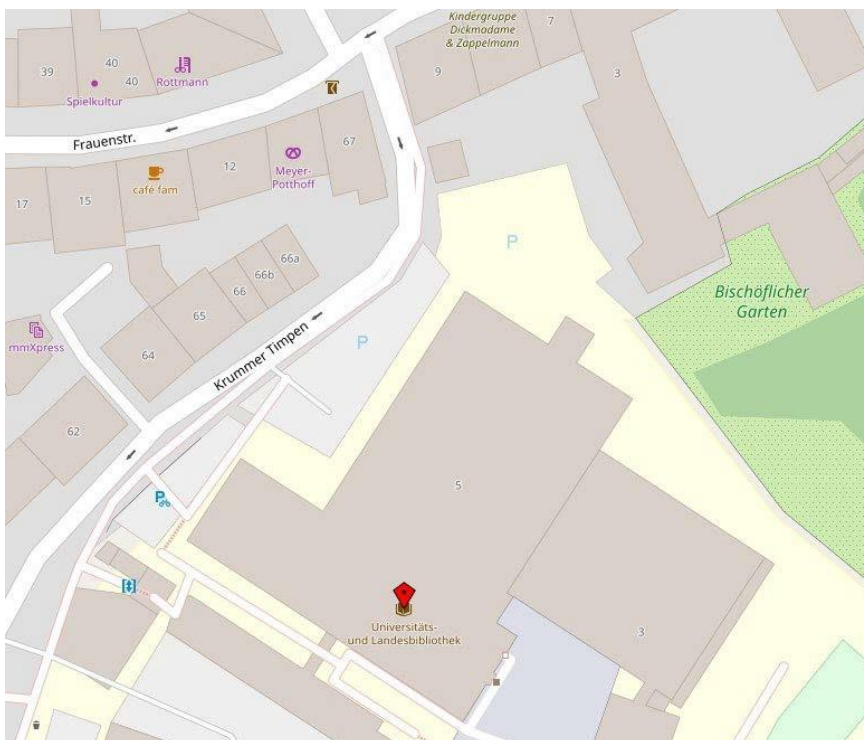 Kindergruppe
Dickmadame
& Zappelmann
7
39
40
40
Rottmann
9
3
Spielkultur
Frauenstr.
67
12
Meyer-
Potthoff
café fam
17
15
P
66a
66b
66
65
Bischöflicher
Garten
mmXpress
64
Krummer Timpen
P
62
5
P
Universitäts-
und Landesbibliothek
3